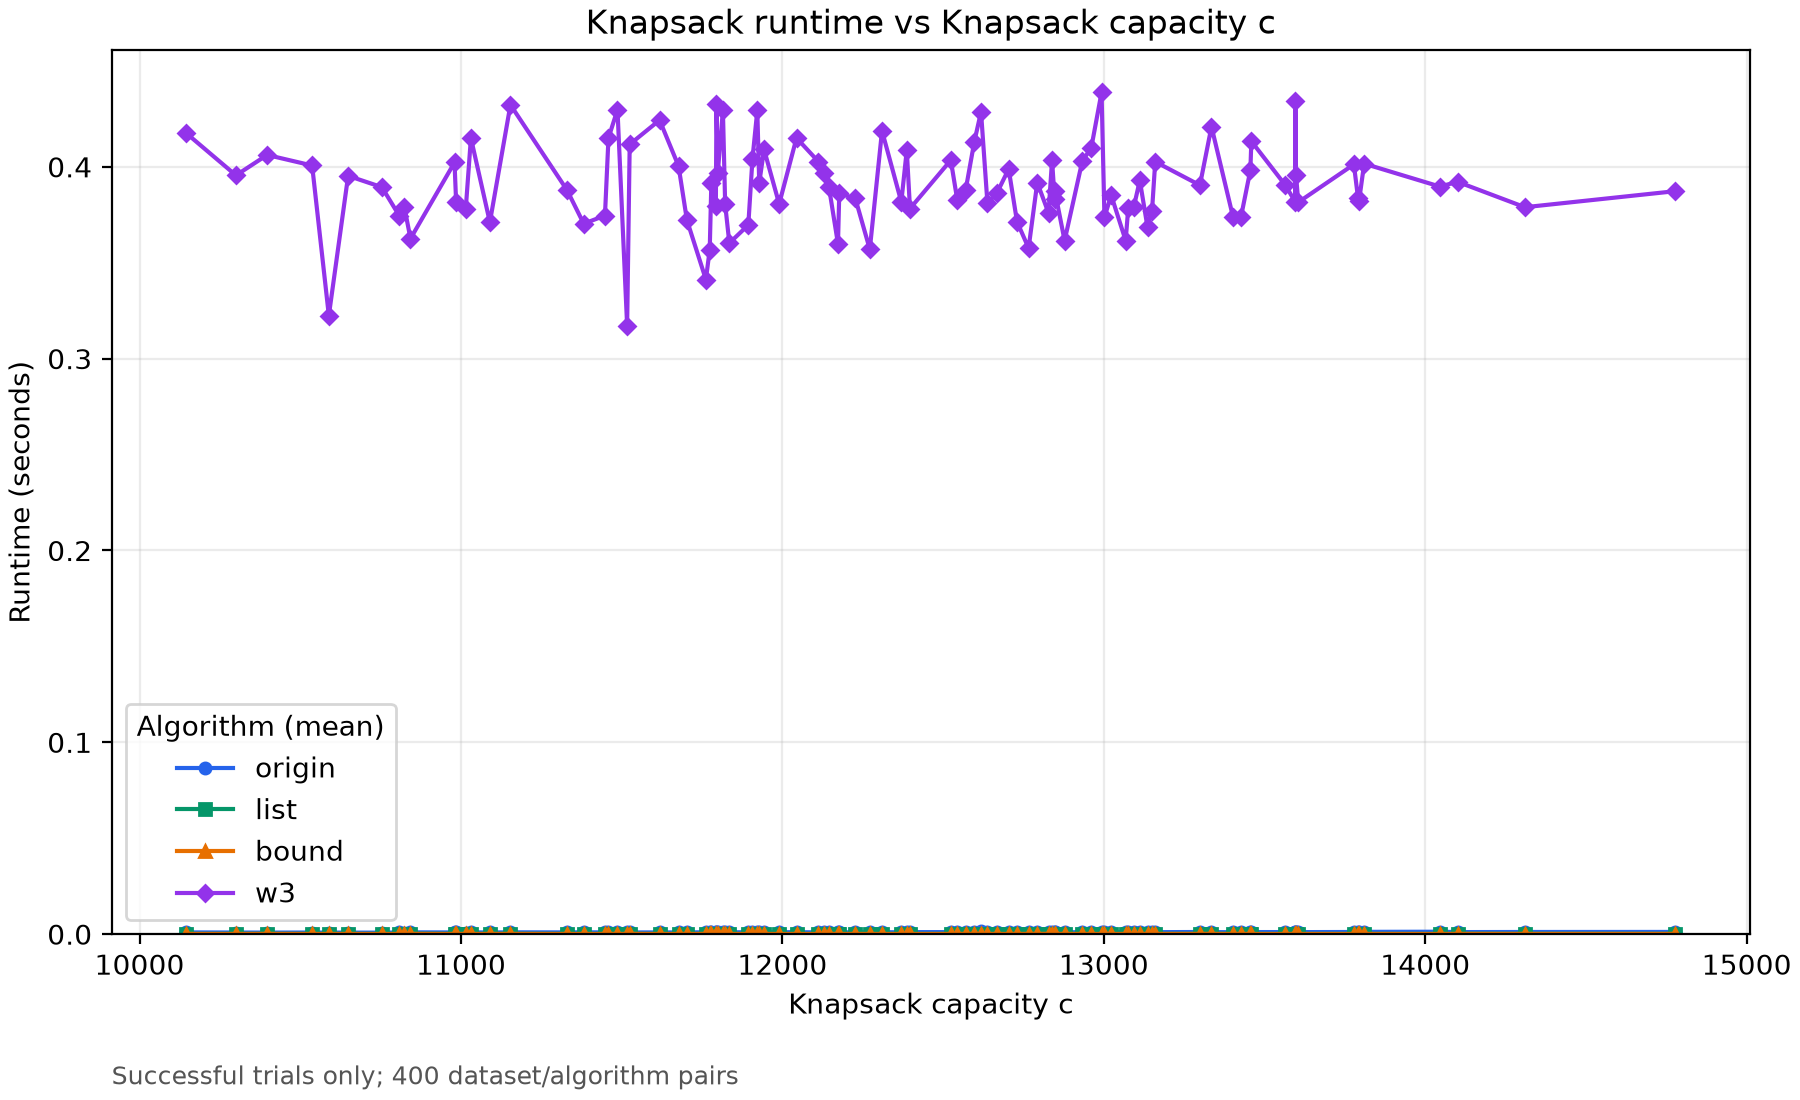 Knapsack runtime vs Knapsack capacity c
Runtime (seconds)
0.4
0.3
0.2
0.1
0.0
Algorithm (mean)
origin
list
bound
w3
10000 11000 12000 13000 14000 15000
Knapsack capacity c
Successful trials only; 400 dataset/algorithm pairs